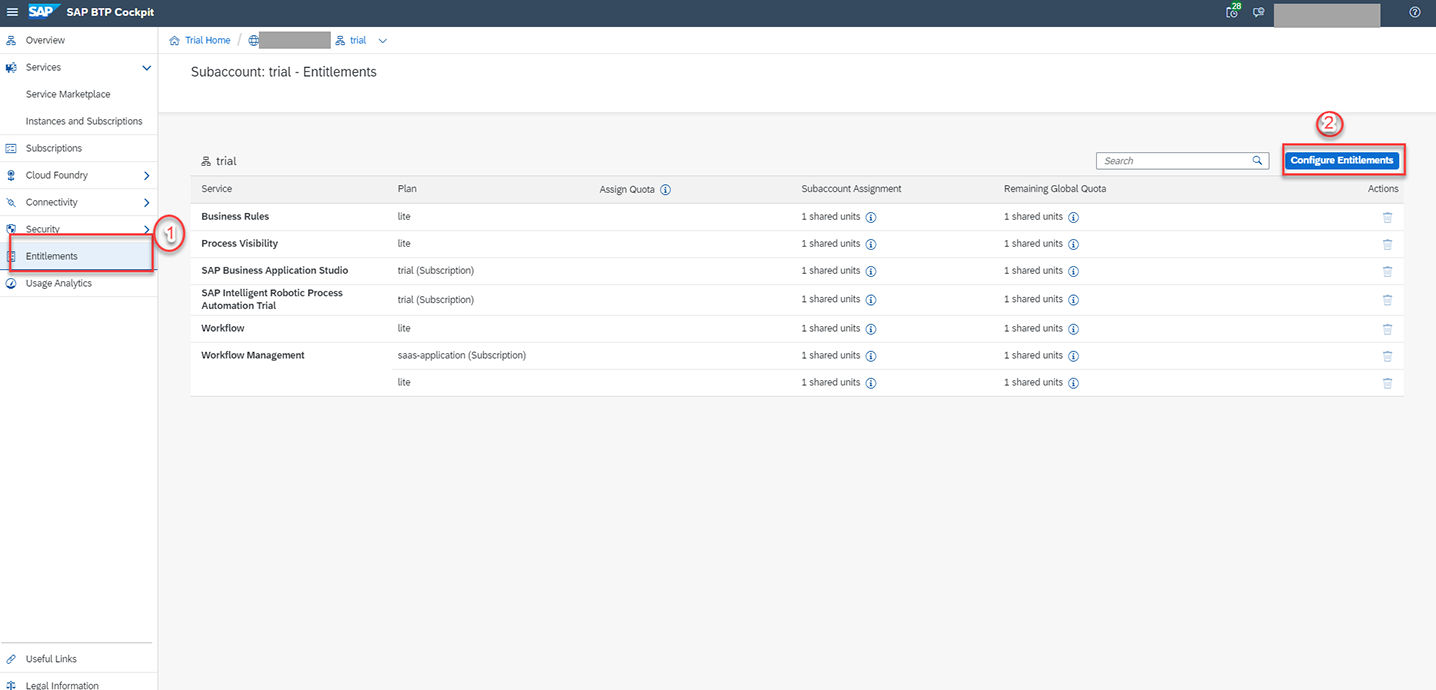 SAP SAP BTP Cockpit
28
Overview
Services
Service Marketplace
Instances and Subscriptions
Subscriptions
Cloud Foundry
Connectivity
Security
Entitlements
Usage Analytics
Useful Links
Legal Information
1
Trial Home / trial
Subaccount: trial - Entitlements
2
trial
Search
Configure Entitlements
Service Plan Assign Quota Subaccount Assignment Remaining Global Quota Actions
Business Rules lite 1 shared units 1 shared units
Process Visibility lite 1 shared units 1 shared units
SAP Business Application Studio trial (Subscription) 1 shared units 1 shared units
SAP Intelligent Robotic Process
Automation Trial trial (Subscription) 1 shared units 1 shared units
Workflow lite 1 shared units 1 shared units
Workflow Management saas-application (Subscription) 1 shared units 1 shared units
lite 1 shared units 1 shared units